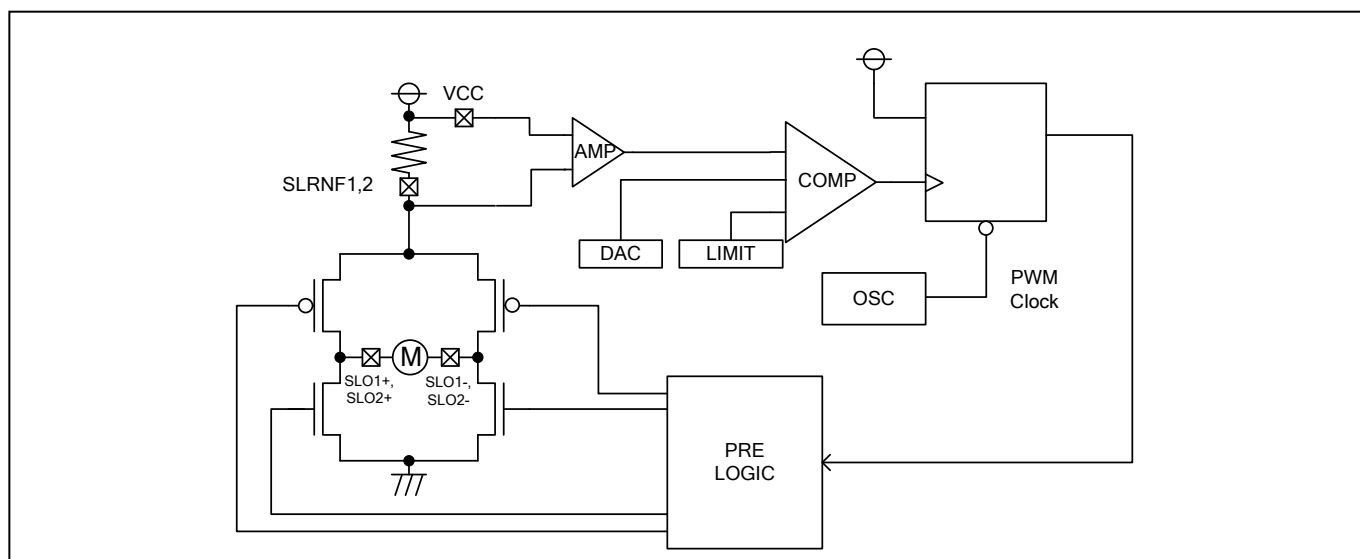 VCC
AMP
SLRNF1,2
COMP
DAC
LIMIT
OSC
PWM
Clock
M
SLO1+,
SLO2+
SLO1-,
SLO2-
PRE
LOGIC